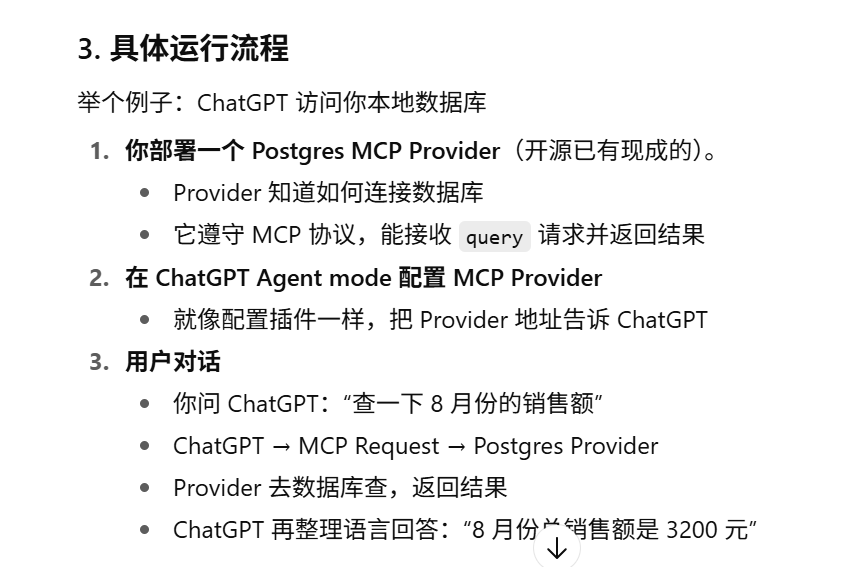 3. 具体运行流程
举个例子：ChatGPT 访问你本地数据库
1. 你部署一个 Postgres MCP Provider（开源已有现成的）。
• Provider 知道如何连接数据库
• 它遵守 MCP 协议，能接收 query 请求并返回结果
2. 在 ChatGPT Agent mode 配置 MCP Provider
• 就像配置插件一样，把 Provider 地址告诉 ChatGPT
3. 用户对话
• 你问 ChatGPT：“查一下 8 月份的销售额”
• ChatGPT → MCP Request → Postgres Provider
• Provider 去数据库查，返回结果
• ChatGPT 再整理语言回答：“8 月份总销售额是 3200 元”